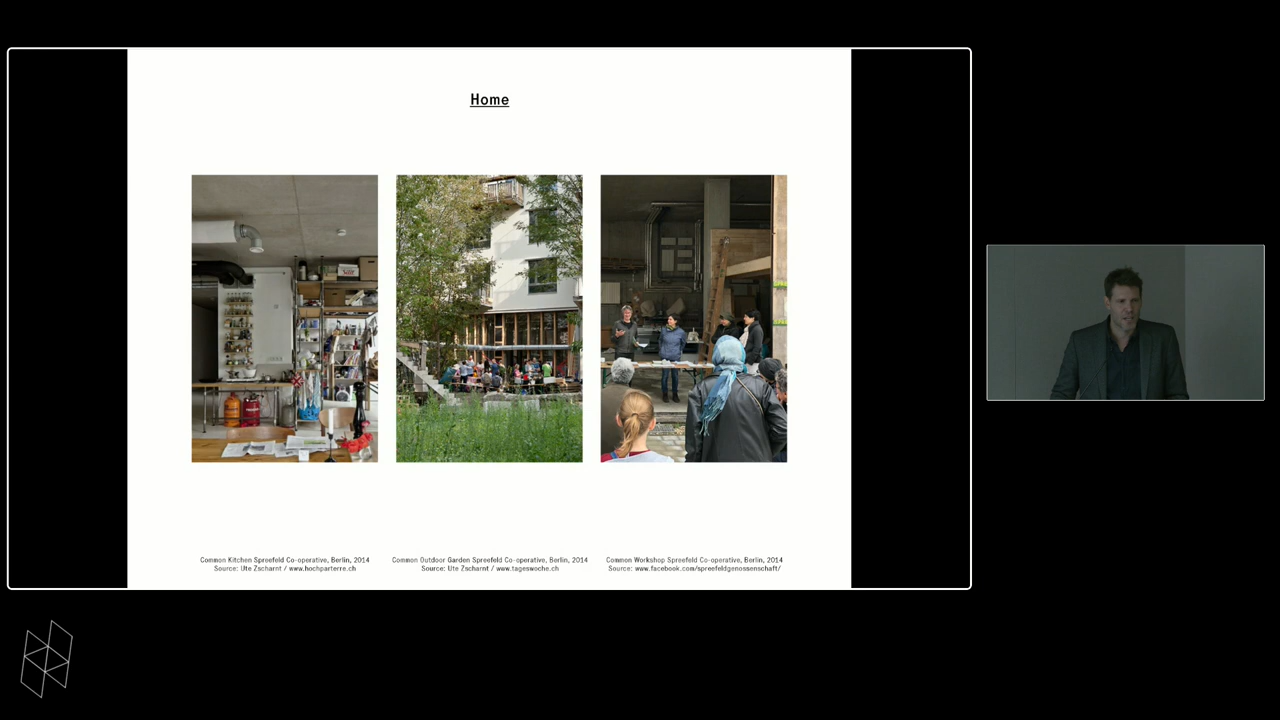 Home
Common Kitchen Spreefeld Co-operative, Berlin, 2014
Source: Ute Zscharnt / www.hochparterre.ch
Common Outdoor Garden Spreefeld Co-operative, Berlin, 2014
Source: Ute Zscharnt / www.tageswoche.ch
Common Workshop Spreefeld Co-operative, Berlin, 2014
Source: www.facebook.com/spreefeldgenossenschaft/